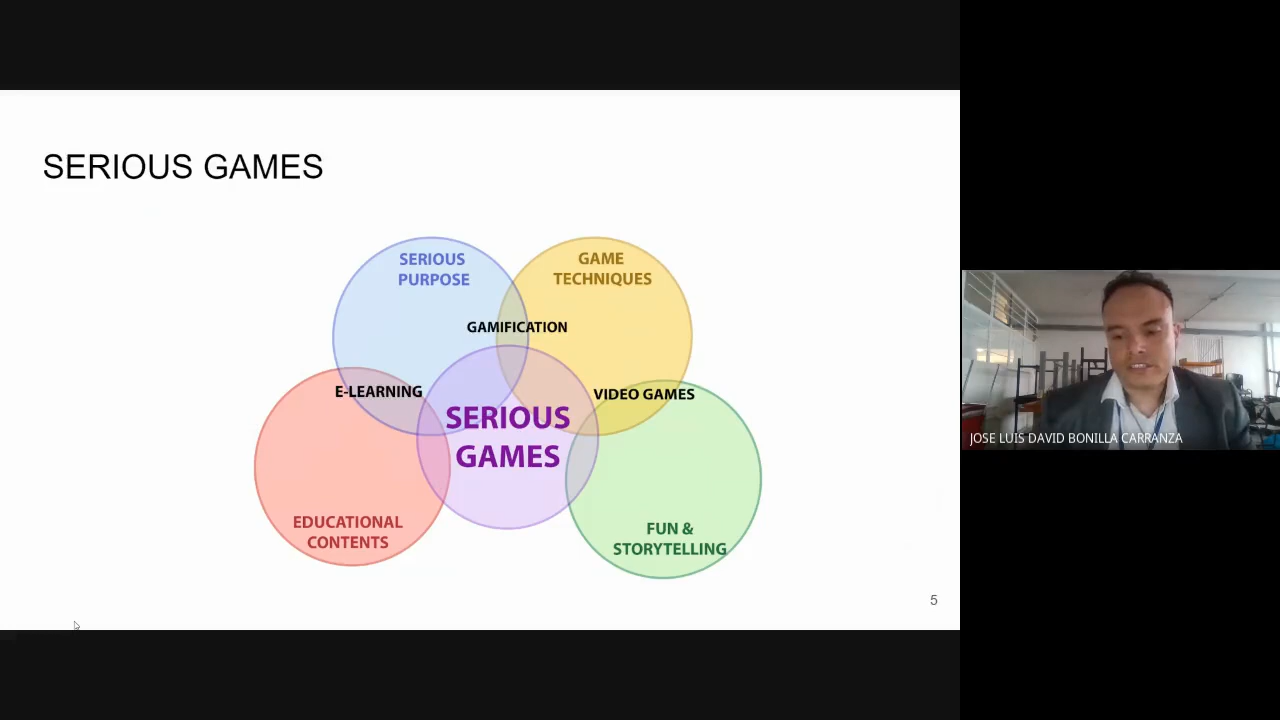 SERIOUS GAMES
SERIOUS
PURPOSE
GAME
TECHNIQUES
GAMIFICATION
E-LEARNING
VIDEO GAMES
SERIOUS
GAMES
EDUCATIONAL
CONTENTS
FUN &
STORYTELLING
5
JOSE LUIS DAVID BONILLA CARRANZA